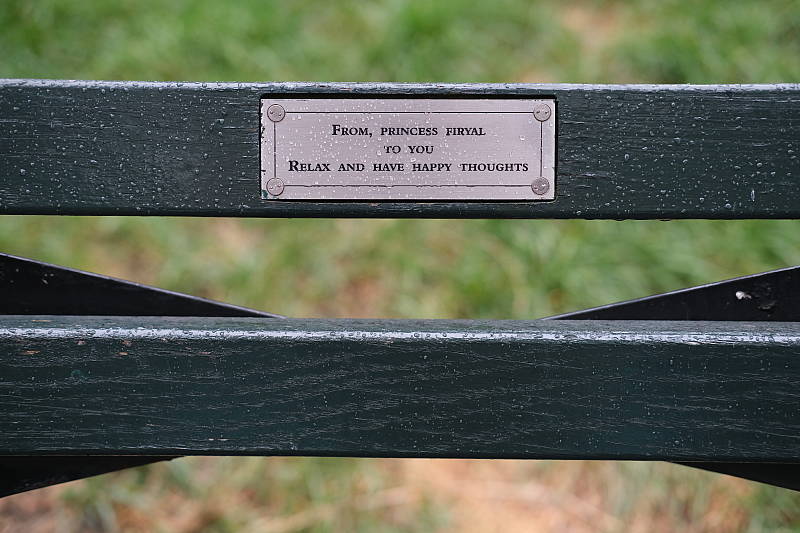 From, princess firyal
to you
Relax and have happy thoughts